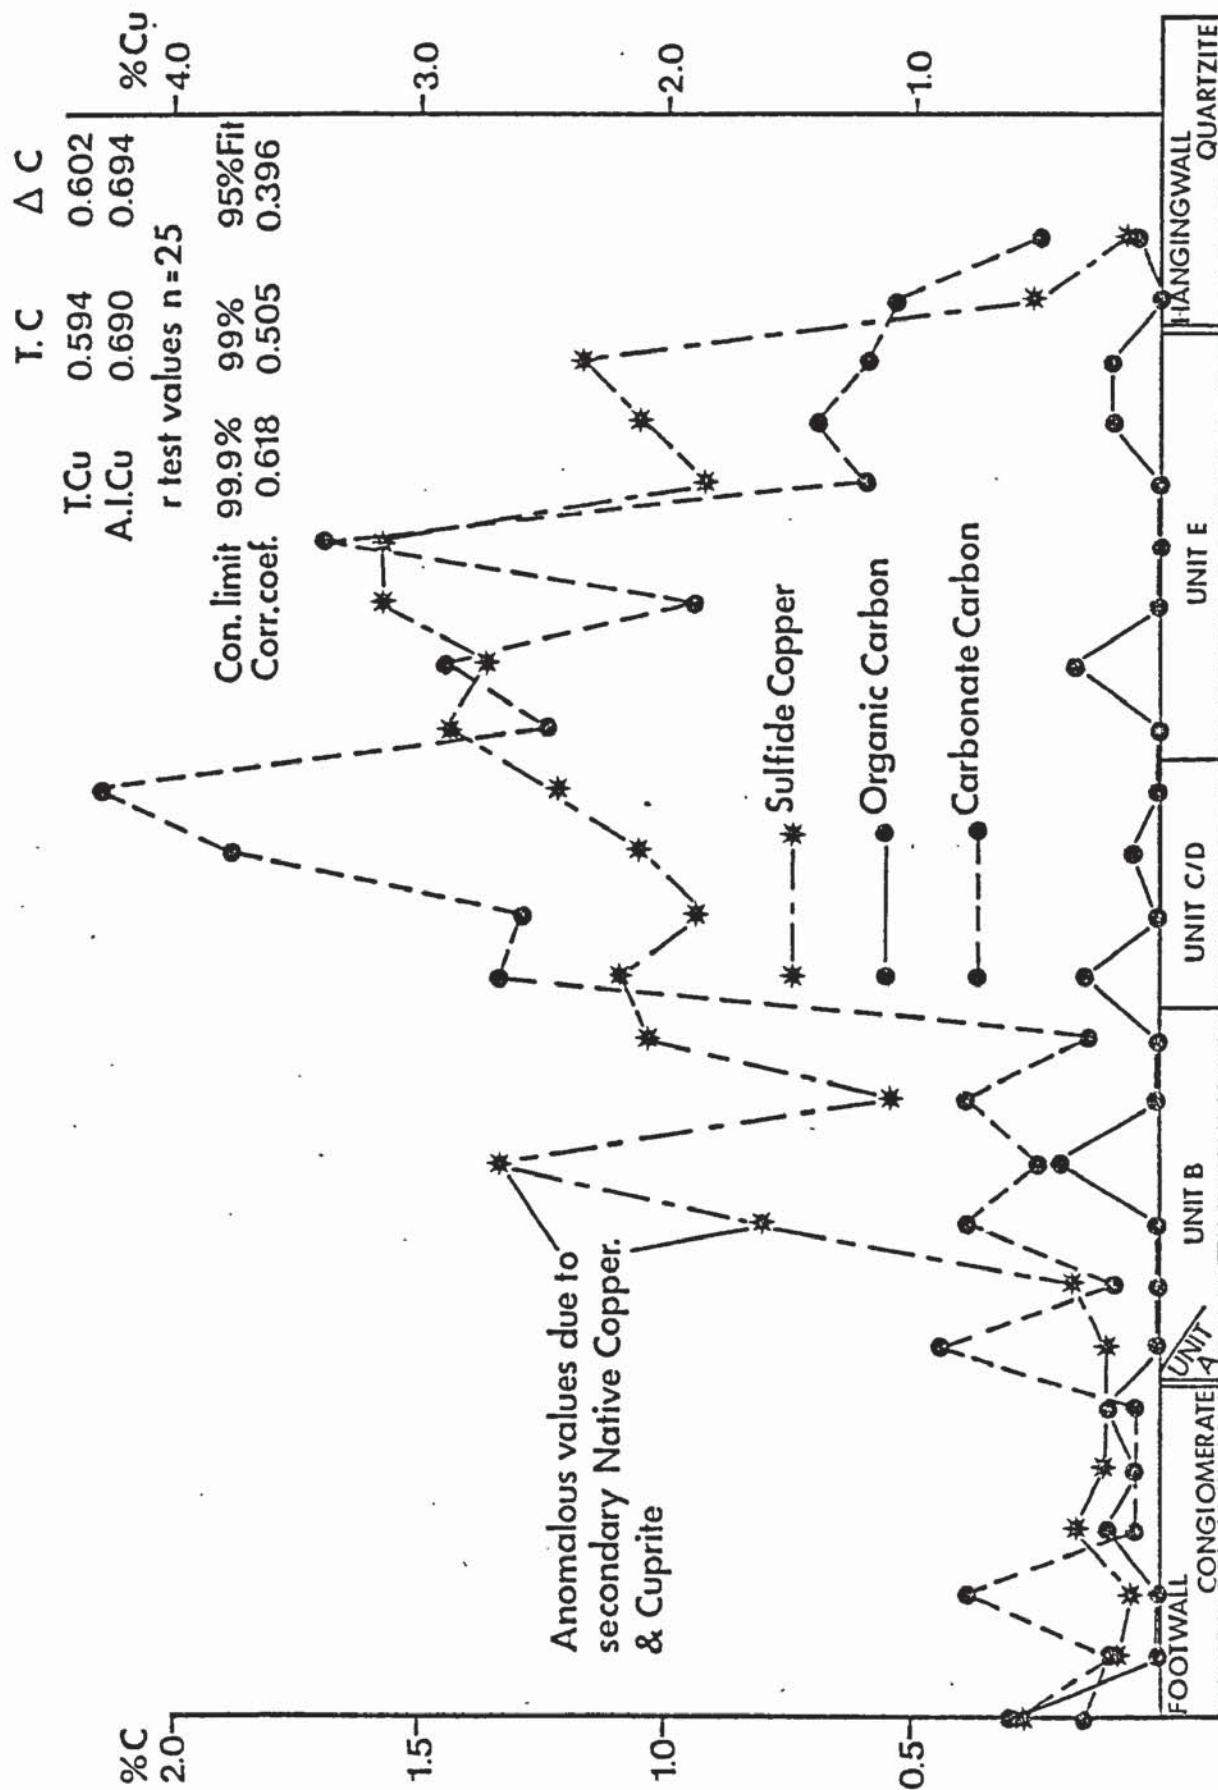 %C
2.0
1.5
1.0
0.5
%Cu
4.0
3.0
2.0
1.0
T.C Δ C
T.Cu 0.594 0.602
A.I.Cu 0.690 0.694
r test values n=25
Con. limit 99.9% 99% 95%Fit
Corr.coef. 0.618 0.505 0.396
Anomalous values due to
secondary Native Copper.
& Cuprite
Sulfide Copper
Organic Carbon
Carbonate Carbon
FOOTWALL
CONGLOMERATE
UNIT
A
UNIT B
UNIT C/D
UNIT E
HANGINGWALL
QUARTZITE